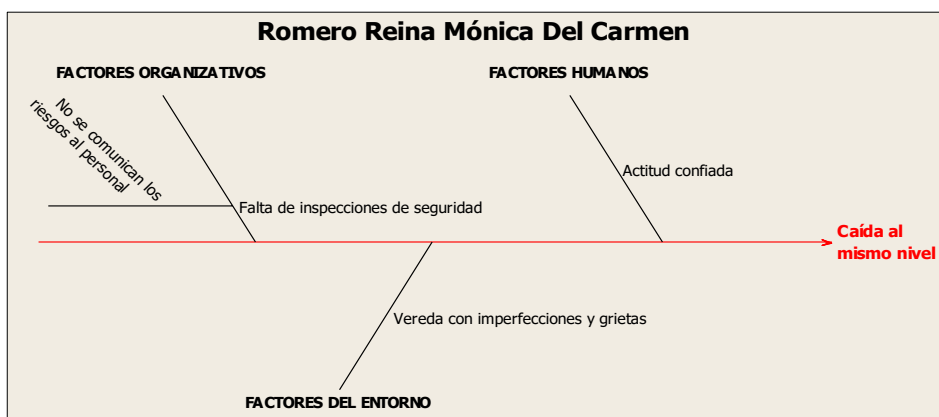 Romero Reina Mónica Del Carmen
FACTORES ORGANIZATIVOS
FACTORES HUMANOS
No se comunican los
riesgos al personal
Actitud confiada
Falta de inspecciones de seguridad
Caída al
mismo nivel
Vereda con imperfecciones y grietas
FACTORES DEL ENTORNO